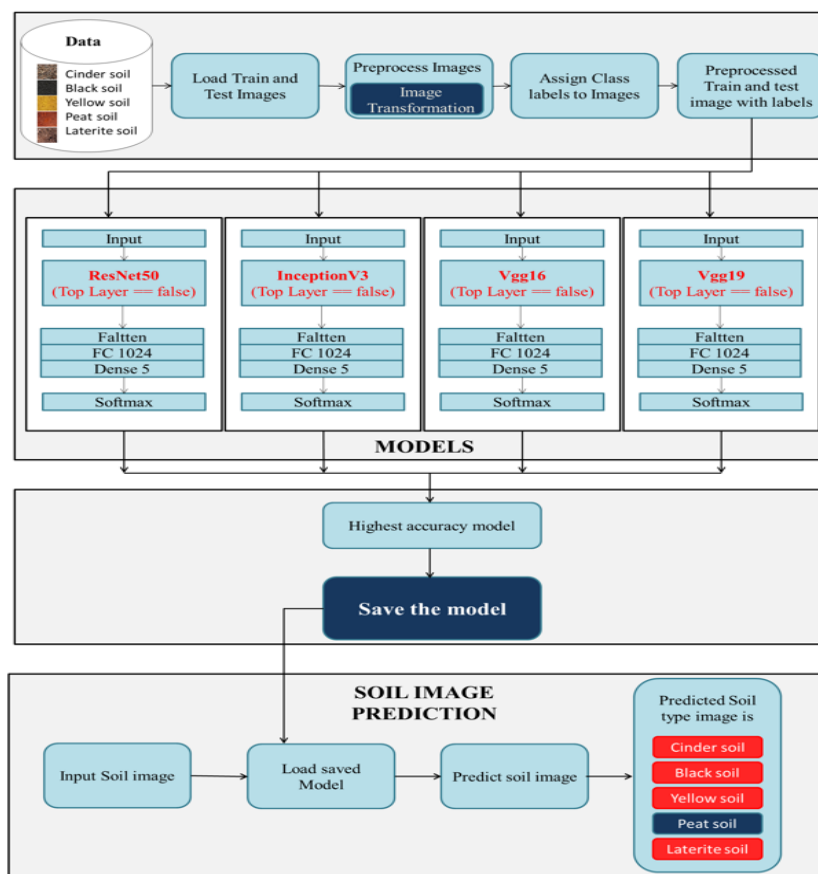 Data
Cinder soil
Black soil
Yellow soil
Peat soil
Laterite soil
Load Train and
Test Images
Preprocess Images
Image
Transformation
Assign Class
labels to Images
Preprocessed
Train and test
image with labels
Input
ResNet50
(Top Layer == false)
Faltten
FC 1024
Dense 5
Softmax
Input
InceptionV3
(Top Layer == false)
Faltten
FC 1024
Dense 5
Softmax
Input
Vgg16
(Top Layer == false)
Faltten
FC 1024
Dense 5
Softmax
Input
Vgg19
(Top Layer == false)
Faltten
FC 1024
Dense 5
Softmax
MODELS
Highest accuracy model
Save the model
SOIL IMAGE
PREDICTION
Input Soil image
Load saved
Model
Predict soil image
Predicted Soil
type image is
Cinder soil
Black soil
Yellow soil
Peat soil
Laterite soil